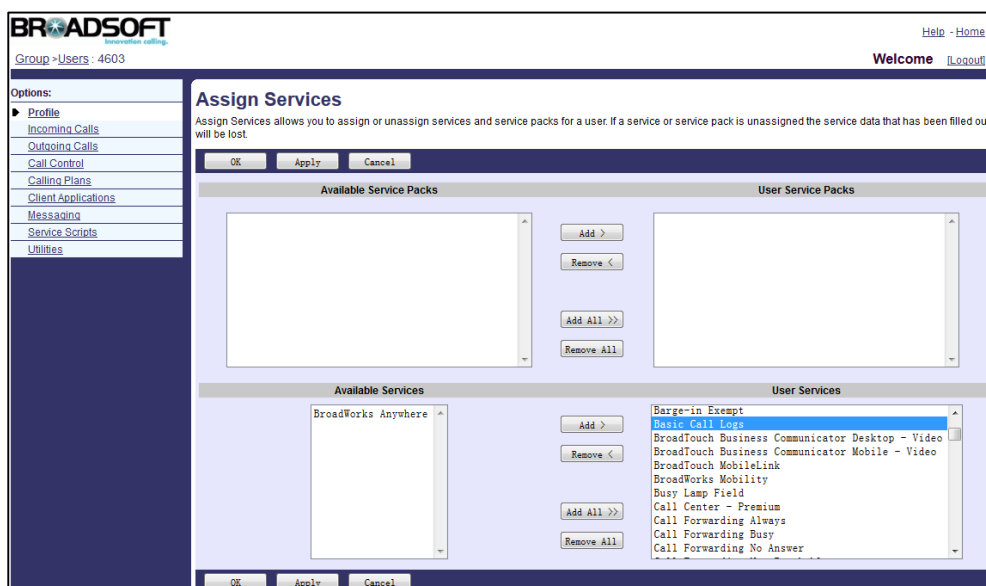 BROADSOFT
innovation calling.
Help - Home
Group >Users : 4603
Welcome [Logout]
Options:
Profile
Incoming Calls
Outgoing Calls
Call Control
Calling Plans
Client Applications
Messaging
Service Scripts
Utilities
Assign Services
Assign Services allows you to assign or unassign services and service packs for a user. If a service or service pack is unassigned the service data that has been filled ou
will be lost.
OK Apply Cancel
Available Service Packs User Service Packs
Add >
Remove <
Add All >>
Remove All
Available Services User Services
BroadWorks Anywhere
Add >
Remove <
Add All >>
Remove All
Barge-in Exempt
Basic Call Logs
BroadTouch Business Communicator Desktop - Video
BroadTouch Business Communicator Mobile - Video
BroadTouch MobileLink
BroadWorks Mobility
Busy Lamp Field
Call Center - Premium
Call Forwarding Always
Call Forwarding Busy
Call Forwarding No Answer
OK Apply Cancel